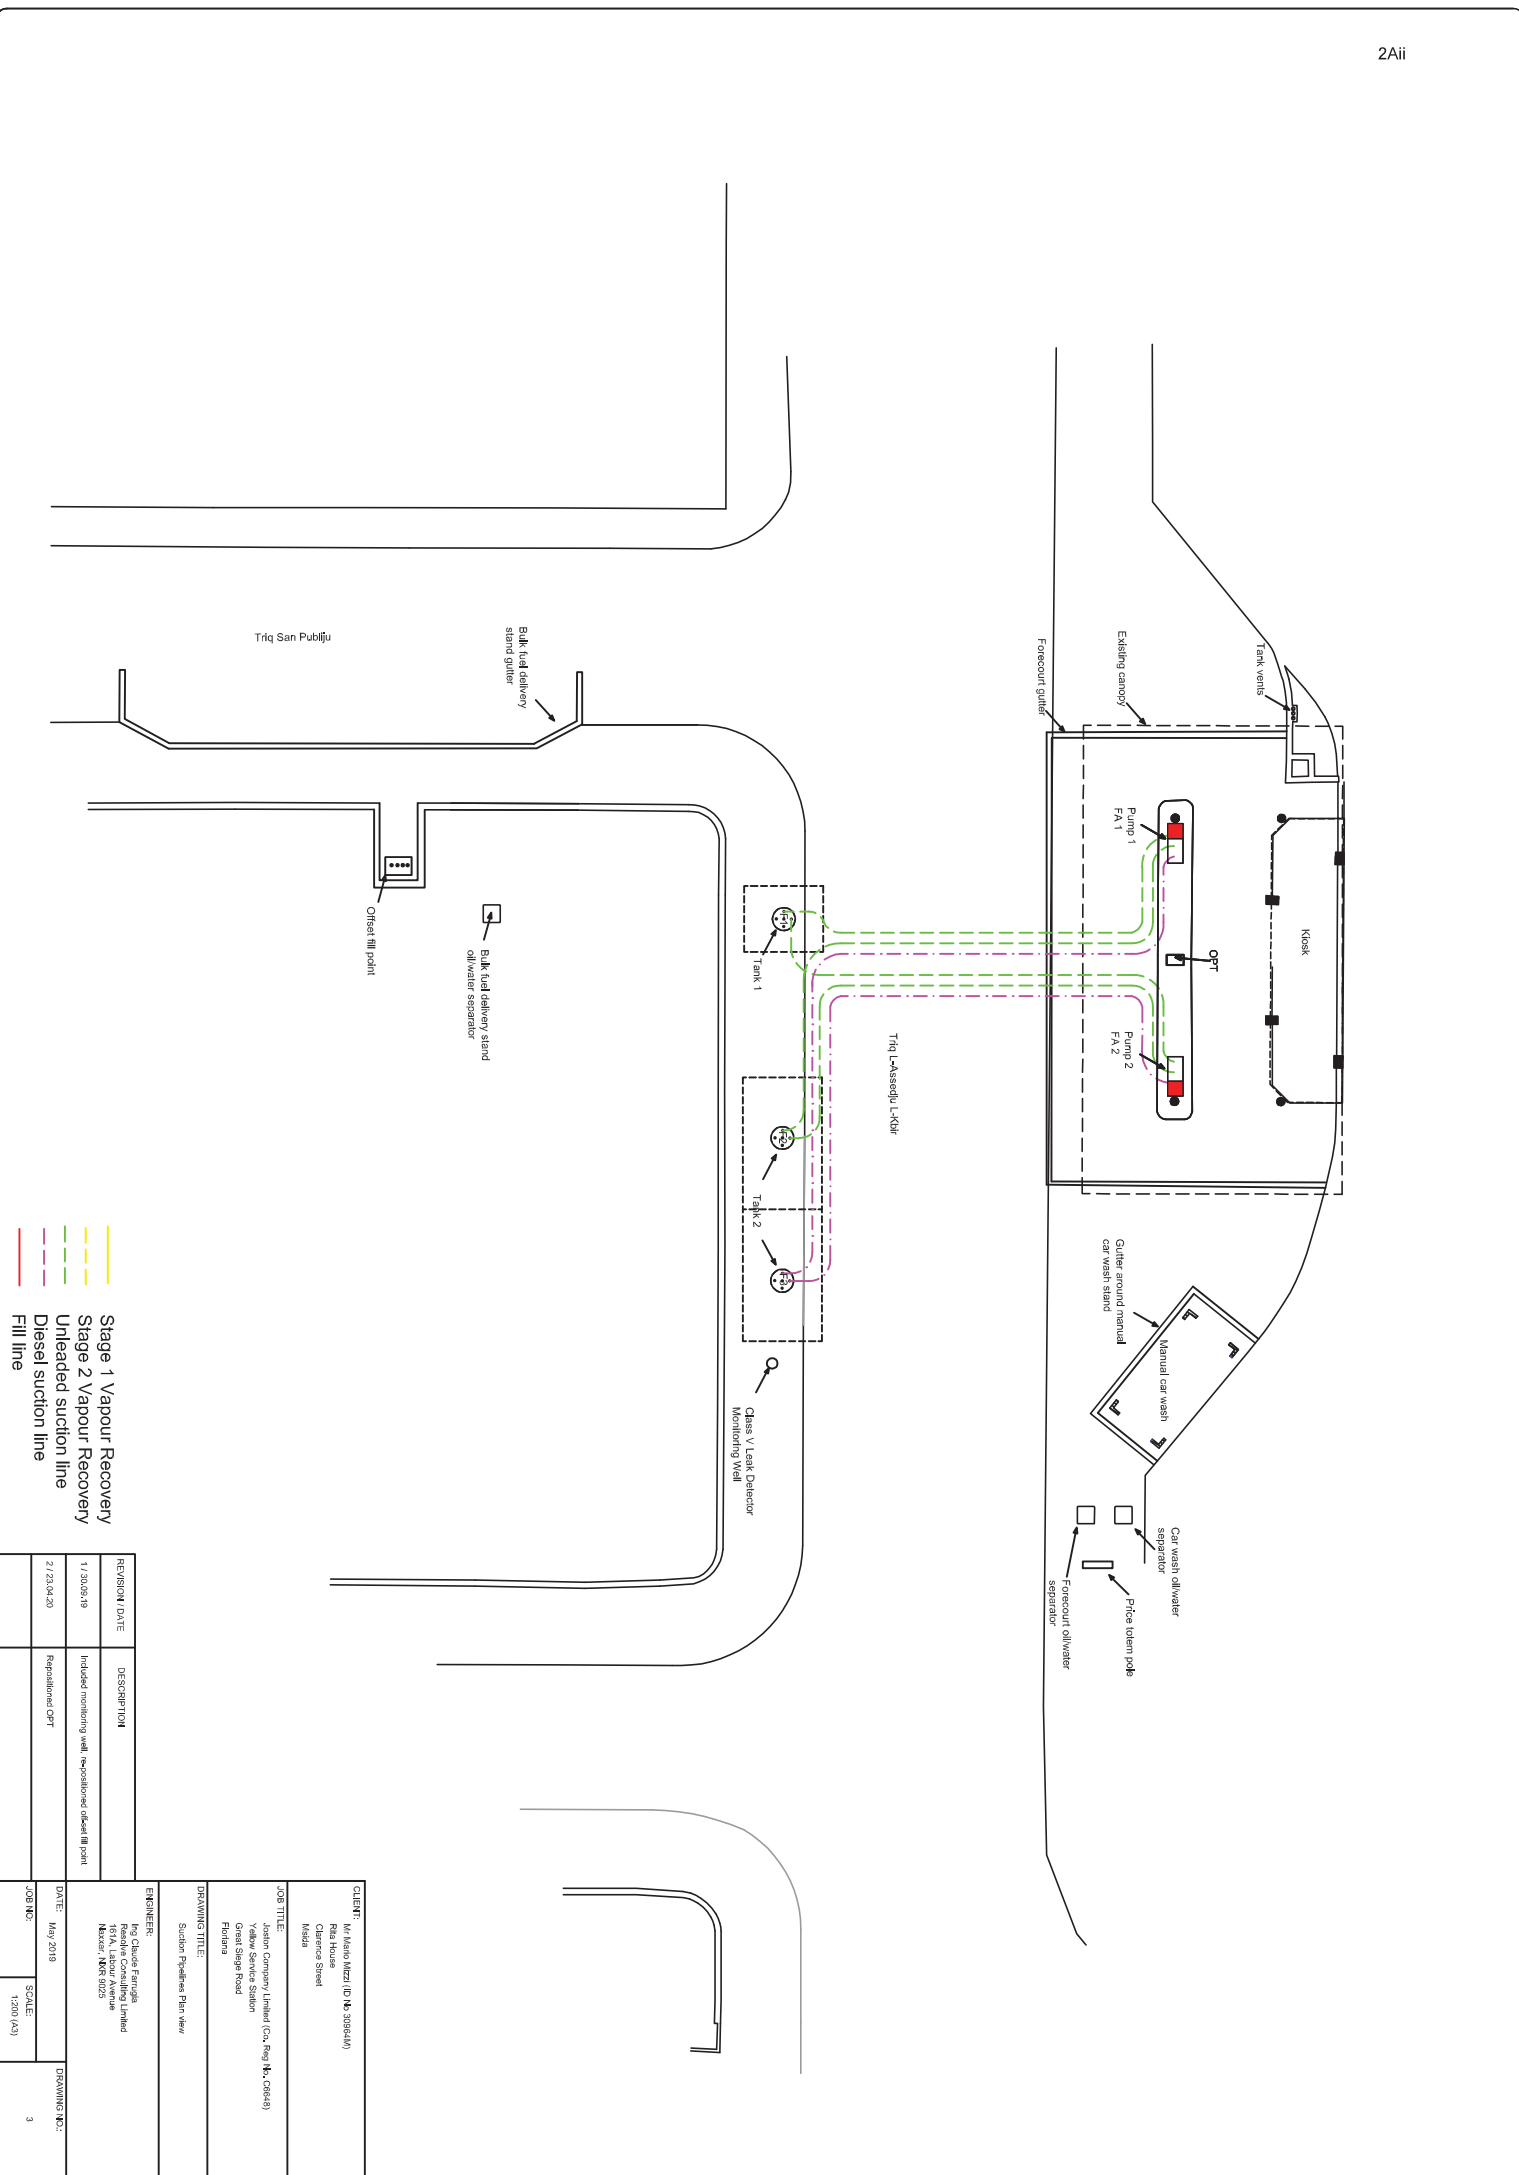 2Aii
Tank vents
Existing canopy
Forecourt gutter
Kiosk
Pump 1
FA 1
OPT
Pump 2
FA 2
Triq San Publiju
Bulk fuel delivery
stand gutter
Offset fill point
Bulk fuel delivery stand
oil/water separator
Tank 1
Triq L-Assedju L-Kbir
Tank 2
Class V Leak Detector
Monitoring Well
Gutter around manual
car wash stand
Manual car wash
Car wash oil/water
separator
Price totem pole
Forecourt oil/water
separator
Stage 1 Vapour Recovery
Stage 2 Vapour Recovery
Unleaded suction line
Diesel suction line
Fill line
REVISION / DATE
DESCRIPTION
1 / 30.09.19
Included monitoring well, re-positioned off-set fill point
2 / 23.04.20
Repositioned OPT
CLIENT:
Mr Mario Mizzi (ID No 30964M)
Rita House
Clarence Street
Msida
JOB TITLE:
Joston Company Limited (Co. Reg No. C6648)
Yellow Service Station
Great Siege Road
Floriana
DRAWING TITLE:
Suction Pipelines Plan view
ENGINEER:
Ing Claude Farrugia
Resolve Consulting Limited
161A, Labour Avenue
Naxxar, NXR 9025
DATE:
May 2019
JOB NO:
SCALE:
1:200 (A3)
DRAWING NO.:
3